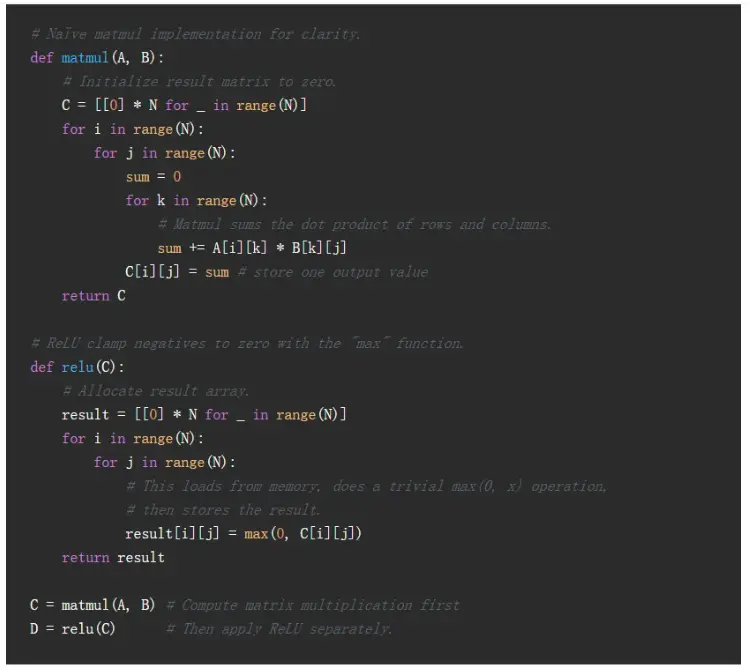 # Naïve matmul implementation for clarity.
def matmul(A, B):
    # Initialize result matrix to zero.
    C = [[0] * N for _ in range(N)]
    for i in range(N):
        for j in range(N):
            sum = 0
            for k in range(N):
                # Matmul sums the dot product of rows and columns.
                sum += A[i][k] * B[k][j]
            C[i][j] = sum # store one output value
    return C

# ReLU clamp negatives to zero with the "max" function.
def relu(C):
    # Allocate result array.
    result = [[0] * N for _ in range(N)]
    for i in range(N):
        for j in range(N):
            # This loads from memory, does a trivial max(0, x) operation,
            # then stores the result.
            result[i][j] = max(0, C[i][j])
    return result

C = matmul(A, B) # Compute matrix multiplication first
D = relu(C)      # Then apply ReLU separately.